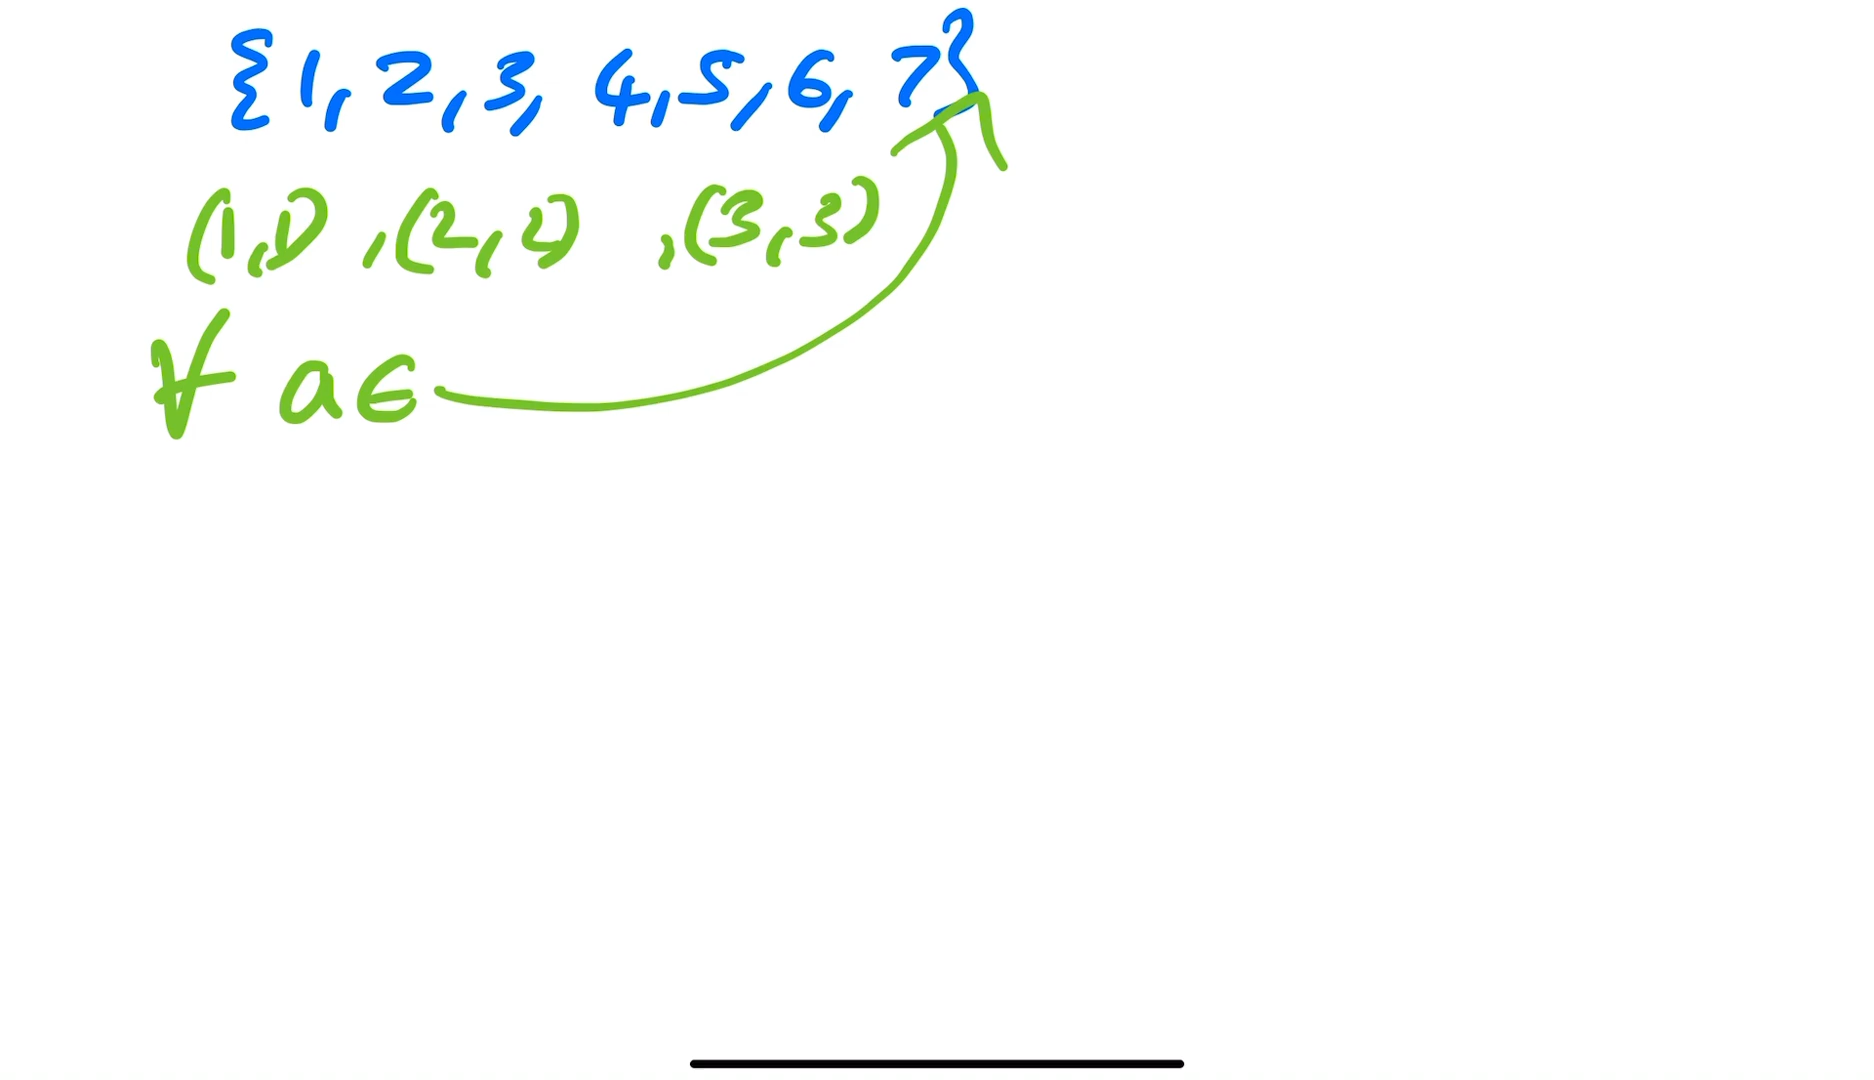 {1, 2, 3, 4, 5, 6, 7}
(1,1) , (2,2) , (3,3)
∀ a ∈